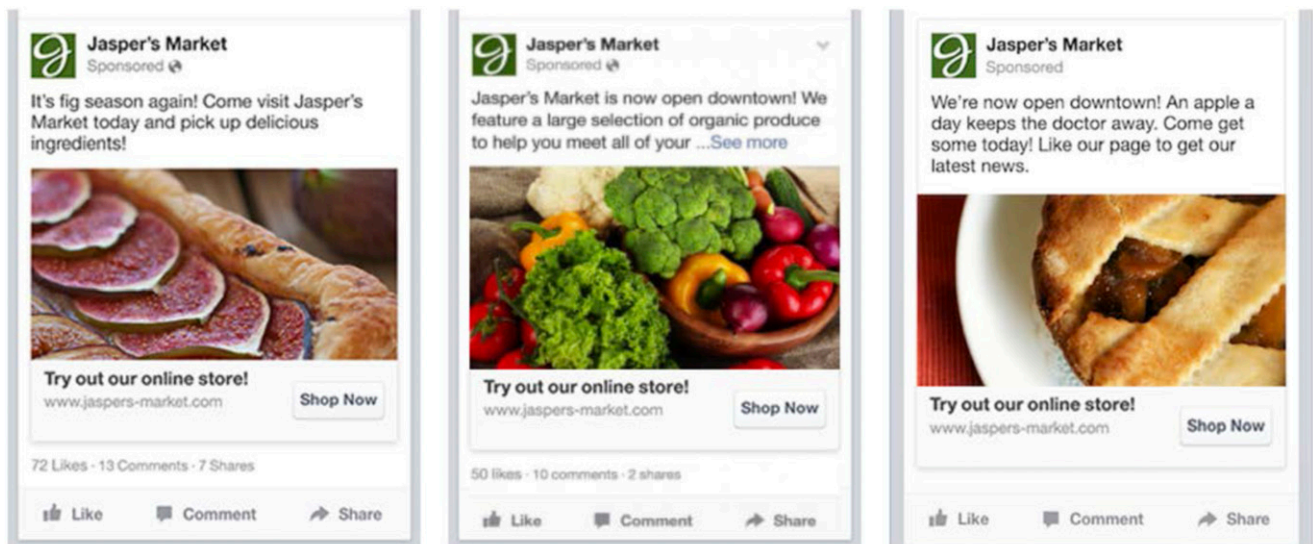 Jasper's Market
Sponsored
It's fig season again! Come visit Jasper's
Market today and pick up delicious
ingredients!
Try out our online store!
www.jaspers-market.com
Shop Now
72 Likes · 13 Comments · 7 Shares
Like
Comment
Share
Jasper's Market
Sponsored
Jasper's Market is now open downtown! We
feature a large selection of organic produce
to help you meet all of your ...See more
Try out our online store!
www.jaspers-market.com
Shop Now
50 likes · 10 comments · 2 shares
Like
Comment
Share
Jasper's Market
Sponsored
We're now open downtown! An apple a
day keeps the doctor away. Come get
some today! Like our page to get our
latest news.
Try out our online store!
www.jaspers-market.com
Shop Now
Like
Comment
Share